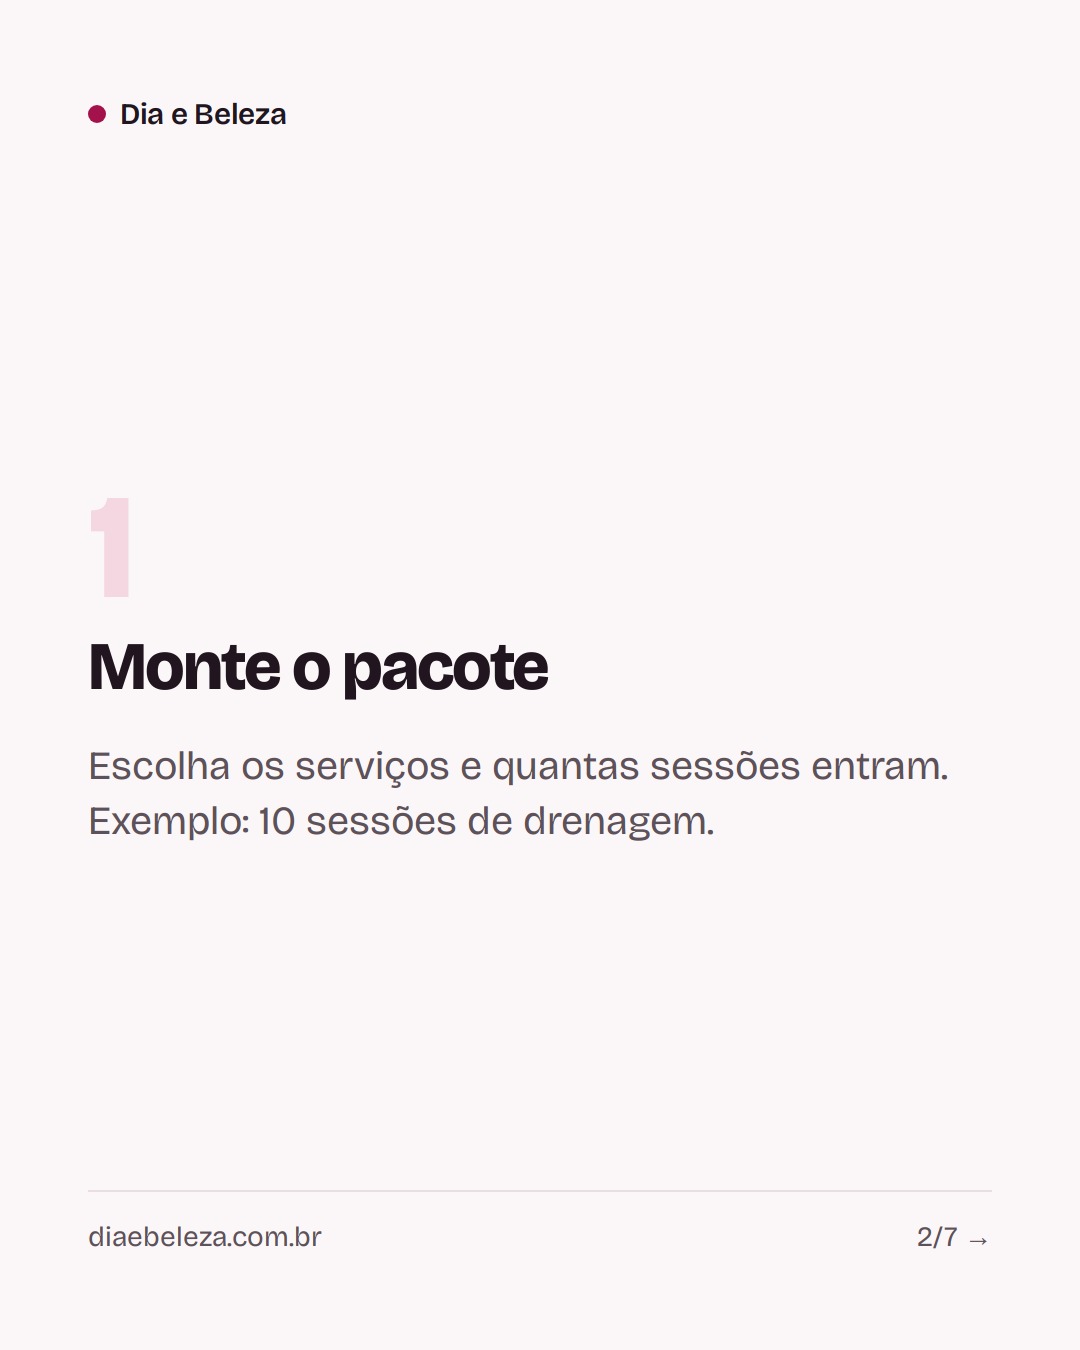 Dia e Beleza
1
Monte o pacote
Escolha os serviços e quantas sessões entram.
Exemplo: 10 sessões de drenagem.
diaebeleza.com.br
2/7 →